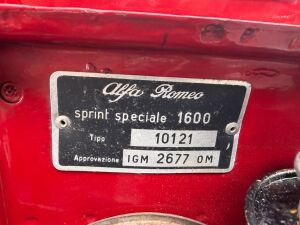 Alfa Romeo
sprint speciale 1600
Tipo 10121
Approvazione IGM 2677 OM